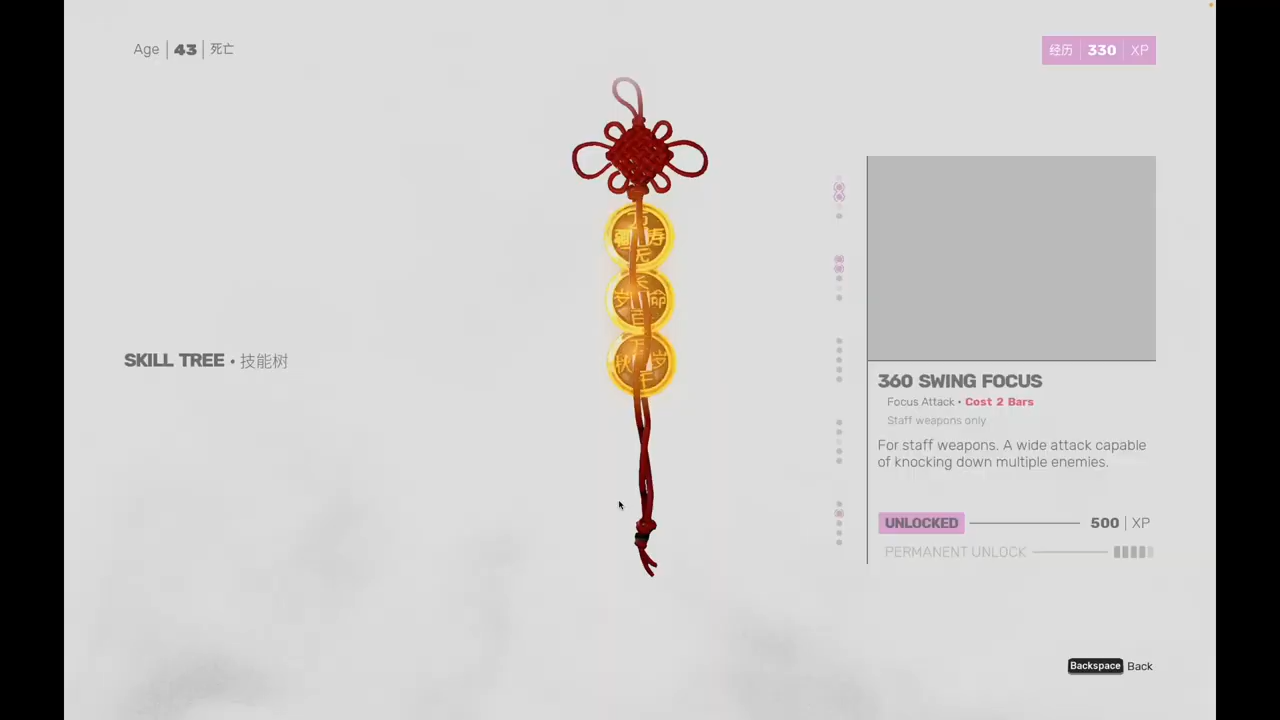 Age | 43 | 死亡
经历 | 330 | XP
SKILL TREE • 技能树
360 SWING FOCUS
Focus Attack • Cost 2 Bars
Staff weapons only
For staff weapons. A wide attack capable
of knocking down multiple enemies.
UNLOCKED 500 | XP
PERMANENT UNLOCK
Backspace Back